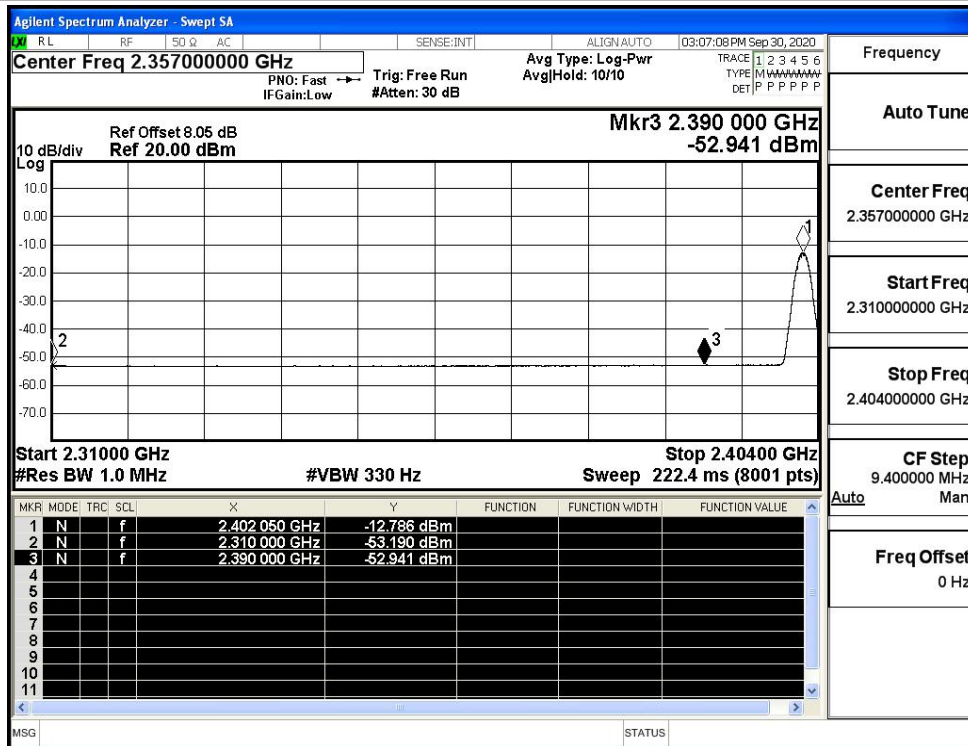 Agilent Spectrum Analyzer - Swept SA
LXI RL RF 50 Ω AC SENSE:INT ALIGN AUTO 03:07:08 PM Sep 30, 2020
Center Freq 2.357000000 GHz
PNO: Fast
IFGain:Low
Trig: Free Run
#Atten: 30 dB
Avg Type: Log-Pwr
Avg|Hold: 10/10
TRACE 1 2 3 4 5 6
TYPE M WWWWW
DET P P P P P P
Ref Offset 8.05 dB
10 dB/div Ref 20.00 dBm
Log
Mkr3 2.390 000 GHz
-52.941 dBm
10.0
0.00
-10.0
-20.0
-30.0
-40.0
-50.0
-60.0
-70.0
1
2
3
Start 2.31000 GHz Stop 2.40400 GHz
#Res BW 1.0 MHz #VBW 330 Hz Sweep 222.4 ms (8001 pts)
MKR MODE TRC SCL X Y FUNCTION FUNCTION WIDTH FUNCTION VALUE
1 N f 2.402 050 GHz -12.786 dBm
2 N f 2.310 000 GHz -53.190 dBm
3 N f 2.390 000 GHz -52.941 dBm
4
5
6
7
8
9
10
11
MSG STATUS
Frequency
Auto Tune
Center Freq
2.357000000 GHz
Start Freq
2.310000000 GHz
Stop Freq
2.404000000 GHz
CF Step
9.400000 MHz
Auto Man
Freq Offset
0 Hz